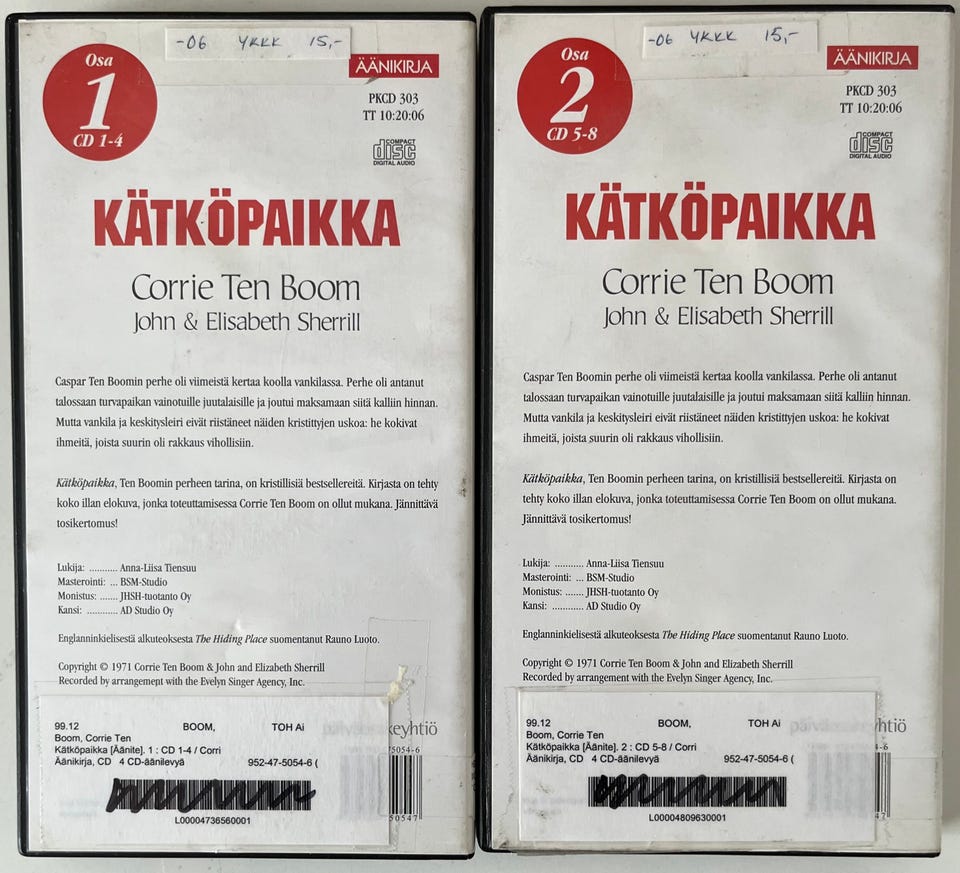 -06 YKKK 15,-
Osa
1
CD 1-4
ÄÄNIKIRJA
PKCD 303
TT 10:20:06
COMPACT
disc
DIGITAL AUDIO
KÄTKÖPAIKKA
Corrie Ten Boom
John & Elisabeth Sherrill
Caspar Ten Boomin perhe oli viimeistä kertaa koolla vankilassa. Perhe oli antanut
talossaan turvapaikan vainotuille juutalaisille ja joutui maksamaan siitä kalliin hinnan.
Mutta vankila ja keskitysleiri eivät riistäneet näiden kristittyjen uskoa: he kokivat
ihmeitä, joista suurin oli rakkaus vihollisiin.
Kätköpaikka, Ten Boomin perheen tarina, on kristillisiä bestsellereitä. Kirjasta on tehty
koko illan elokuva, jonka toteuttamisessa Corrie Ten Boom on ollut mukana. Jännittävä
tosikertomus!
Lukija: ........... Anna-Liisa Tiensuu
Masterointi: ... BSM-Studio
Monistus: ....... JHSH-tuotanto Oy
Kansi: ............ AD Studio Oy
Englanninkielisestä alkuteoksesta The Hiding Place suomentanut Rauno Luoto.
Copyright © 1971 Corrie Ten Boom & John and Elizabeth Sherrill
Recorded by arrangement with the Evelyn Singer Agency, Inc.
99.12 BOOM, TOH Ai
Boom, Corrie Ten
Kätköpaikka [Äänite]. 1 : CD 1-4 / Corri
Äänikirja, CD 4 CD-äänilevyä 952-47-5054-6 (
L00004736560001
keyhtiö
5054-6
50547
-06 YKKK 15,-
Osa
2
CD 5-8
ÄÄNIKIRJA
PKCD 303
TT 10:20:06
COMPACT
disc
DIGITAL AUDIO
KÄTKÖPAIKKA
Corrie Ten Boom
John & Elisabeth Sherrill
Caspar Ten Boomin perhe oli viimeistä kertaa koolla vankilassa. Perhe oli antanut
talossaan turvapaikan vainotuille juutalaisille ja joutui maksamaan siitä kalliin hinnan.
Mutta vankila ja keskitysleiri eivät riistäneet näiden kristittyjen uskoa: he kokivat
ihmeitä, joista suurin oli rakkaus vihollisiin.
Kätköpaikka, Ten Boomin perheen tarina, on kristillisiä bestsellereitä. Kirjasta on
tehty koko illan elokuva, jonka toteuttamisessa Corrie Ten Boom on ollut mukana.
Jännittävä tosikertomus!
Lukija: ........... Anna-Liisa Tiensuu
Masterointi: ... BSM-Studio
Monistus: ....... JHSH-tuotanto Oy
Kansi: ............ AD Studio Oy
Englanninkielisestä alkuteoksesta The Hiding Place suomentanut Rauno Luoto.
Copyright © 1971 Corrie Ten Boom & John and Elizabeth Sherrill
Recorded by arrangement with the Evelyn Singer Agency, Inc.
99.12 BOOM, TOH Ai
Boom, Corrie Ten
Kätköpaikka [Äänite]. 2 : CD 5-8 / Corri
Äänikirja, CD 4 CD-äänilevyä 952-47-5054-6 (
L00004809630001
yhtiö
4-6
47